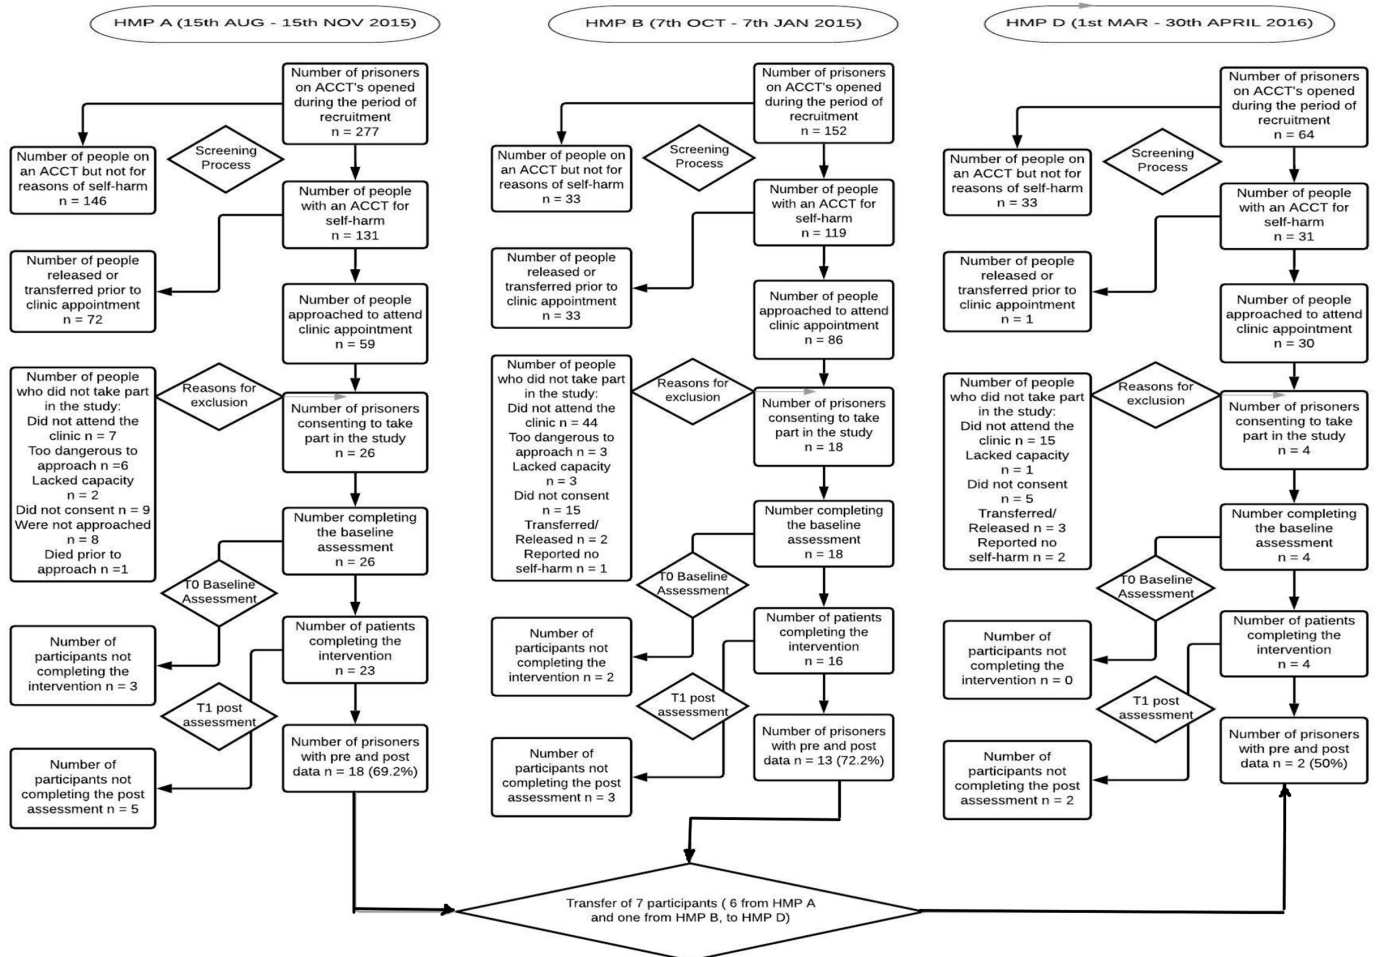 HMP A (15th AUG - 15th NOV 2015)
Number of prisoners
on ACCT's opened
during the period of
recruitment
n = 277
Screening
Process
Number of people on
an ACCT but not for
reasons of self-harm
n = 146
Number of people
with an ACCT for
self-harm
n = 131
Number of people
released or
transferred prior to
clinic appointment
n = 72
Number of people
approached to attend
clinic appointment
n = 59
Number of people
who did not take part
in the study:
Did not attend the
clinic n = 7
Too dangerous to
approach n =6
Lacked capacity
n = 2
Did not consent n = 9
Were not approached
n = 8
Died prior to
approach n =1
Reasons for
exclusion
Number of prisoners
consenting to take
part in the study
n = 26
Number completing
the baseline
assessment
n = 26
T0 Baseline
Assessment
Number of
participants not
completing the
intervention n = 3
Number of patients
completing the
intervention
n = 23
T1 post
assessment
Number of
participants not
completing the post
assessment n = 5
Number of prisoners
with pre and post
data n = 18 (69.2%)
HMP B (7th OCT - 7th JAN 2015)
Number of prisoners
on ACCT's opened
during the period of
recruitment
n = 152
Screening
Process
Number of people on
an ACCT but not for
reasons of self-harm
n = 33
Number of people
with an ACCT for
self-harm
n = 119
Number of people
released or
transferred prior to
clinic appointment
n = 33
Number of people
approached to attend
clinic appointment
n = 86
Number of people
who did not take part
in the study:
Did not attend the
clinic n = 44
Too dangerous to
approach n = 3
Lacked capacity
n = 3
Did not consent
n = 15
Transferred/
Released n = 2
Reported no
self-harm n = 1
Reasons for
exclusion
Number of prisoners
consenting to take
part in the study
n = 18
Number completing
the baseline
assessment
n = 18
T0 Baseline
Assessment
Number of
participants not
completing the
intervention n = 2
Number of patients
completing the
intervention
n = 16
T1 post
assessment
Number of
participants not
completing the post
assessment n = 3
Number of prisoners
with pre and post
data n = 13 (72.2%)
HMP D (1st MAR - 30th APRIL 2016)
Number of prisoners
on ACCT's opened
during the period of
recruitment
n = 64
Screening
Process
Number of people on
an ACCT but not for
reasons of self-harm
n = 33
Number of people
with an ACCT for
self-harm
n = 31
Number of people
released or
transferred prior to
clinic appointment
n = 1
Number of people
approached to attend
clinic appointment
n = 30
Number of people
who did not take part
in the study:
Did not attend the
clinic n = 15
Lacked capacity
n = 1
Did not consent
n = 5
Transferred/
Released n = 3
Reported no
self-harm n = 2
Reasons for
exclusion
Number of prisoners
consenting to take
part in the study
n = 4
Number completing
the baseline
assessment
n = 4
T0 Baseline
Assessment
Number of
participants not
completing the
intervention n = 0
Number of patients
completing the
intervention
n = 4
T1 post
assessment
Number of
participants not
completing the post
assessment n = 2
Number of prisoners
with pre and post
data n = 2 (50%)
Transfer of 7 participants ( 6 from HMP A
and one from HMP B, to HMP D)